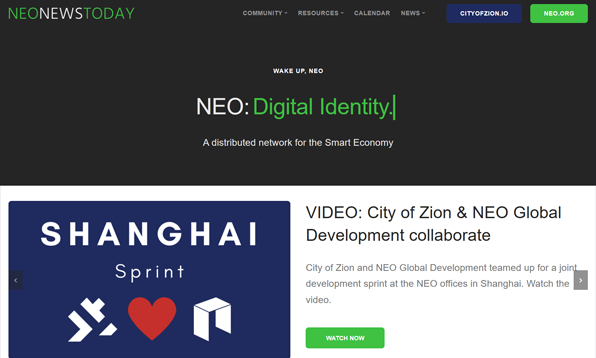 NEONEWSTODAY
COMMUNITY RESOURCES CALENDAR NEWS
CITYOFZION.IO
NEO.ORG
WAKE UP, NEO
NEO: Digital Identity.
A distributed network for the Smart Economy
SHANGHAI
Sprint
VIDEO: City of Zion & NEO Global
Development collaborate
City of Zion and NEO Global Development teamed up for a joint
development sprint at the NEO offices in Shanghai. Watch the
video.
WATCH NOW